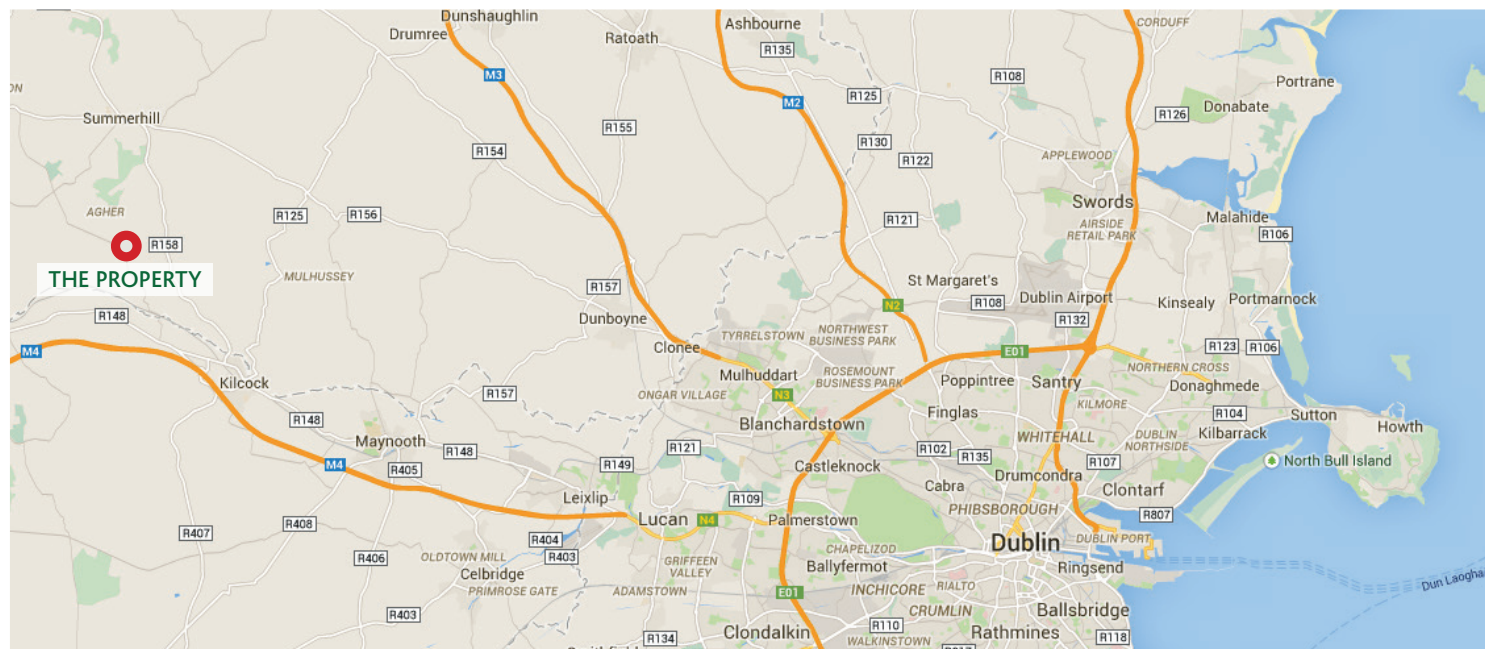 CORDUFF
Dunshaughlin
Ashbourne
Drumree
Ratoath
R135
M3
R108
Portrane
ON
M2
R125
Donabate
Summerhill
R155
R126
R154
R130
R122
APPLEWOOD
Swords
AGHER
R125
R156
R121
Malahide
AIRSIDE
RETAIL PARK
R106
R158
THE PROPERTY
MULHUSSEY
St Margaret's
R157
R108
Dublin Airport
Kinsealy
Portmarnock
N2
R148
Dunboyne
R132
TYRRELSTOWN
NORTHWEST
BUSINESS PARK
M4
Clonee
E01
R123
R106
Mulhuddart
ROSEMOUNT
BUSINESS PARK
NORTHERN CROSS
Kilcock
Poppintree
Santry
Donaghmede
R157
ONGAR VILLAGE
N3
KILMORE
R148
Finglas
R104
Sutton
Blanchardstown
Howth
Maynooth
WHITEHALL
DUBLIN
NORTHSIDE
Kilbarrack
R148
R121
R102
R135
M4
R405
R149
Castleknock
R107
North Bull Island
Drumcondra
Leixlip
R109
Cabra
Clontarf
PHIBSBOROUGH
R807
Lucan
N4
Palmerstown
R407
R408
R404
Dublin
DUBLIN PORT
R406
OLDTOWN MILL
R403
GRIFFEEN
VALLEY
CHAPELIZOD
Ballyfermot
Ringsend
Celbridge
Dun Laogha
PRIMROSE GATE
ADAMSTOWN
E01
INCHICORE
RIALTO
R403
CRUMLIN
Ballsbridge
R110
Clondalkin
R134
WALKINSTOWN
Rathmines
R118